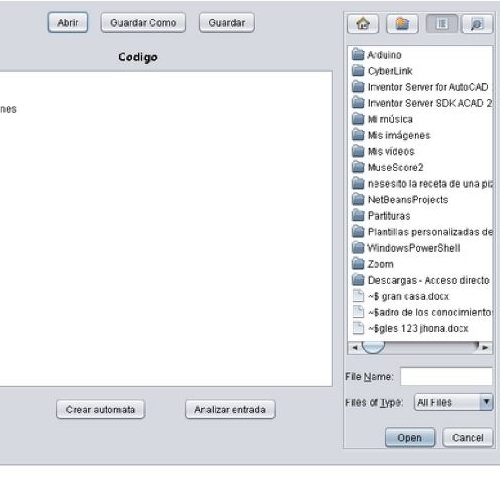 Abrir
Guardar Como
Guardar
Codigo
nes
Crear automata
Analizar entrada
Arduino
CyberLink
Inventor Server for AutoCAD
Inventor Server SDK ACAD 2
Mi música
Mis imágenes
Mis vídeos
MuseScore2
nesesito la receta de una piz
NetBeansProjects
Partituras
Plantillas personalizadas de
WindowsPowerShell
Zoom
Descargas - Acceso directo
~$ gran casa.docx
~$adro de los conocimiento
~$gles 123 jhona.docx
File Name:
Files of Type:
All Files
Open
Cancel